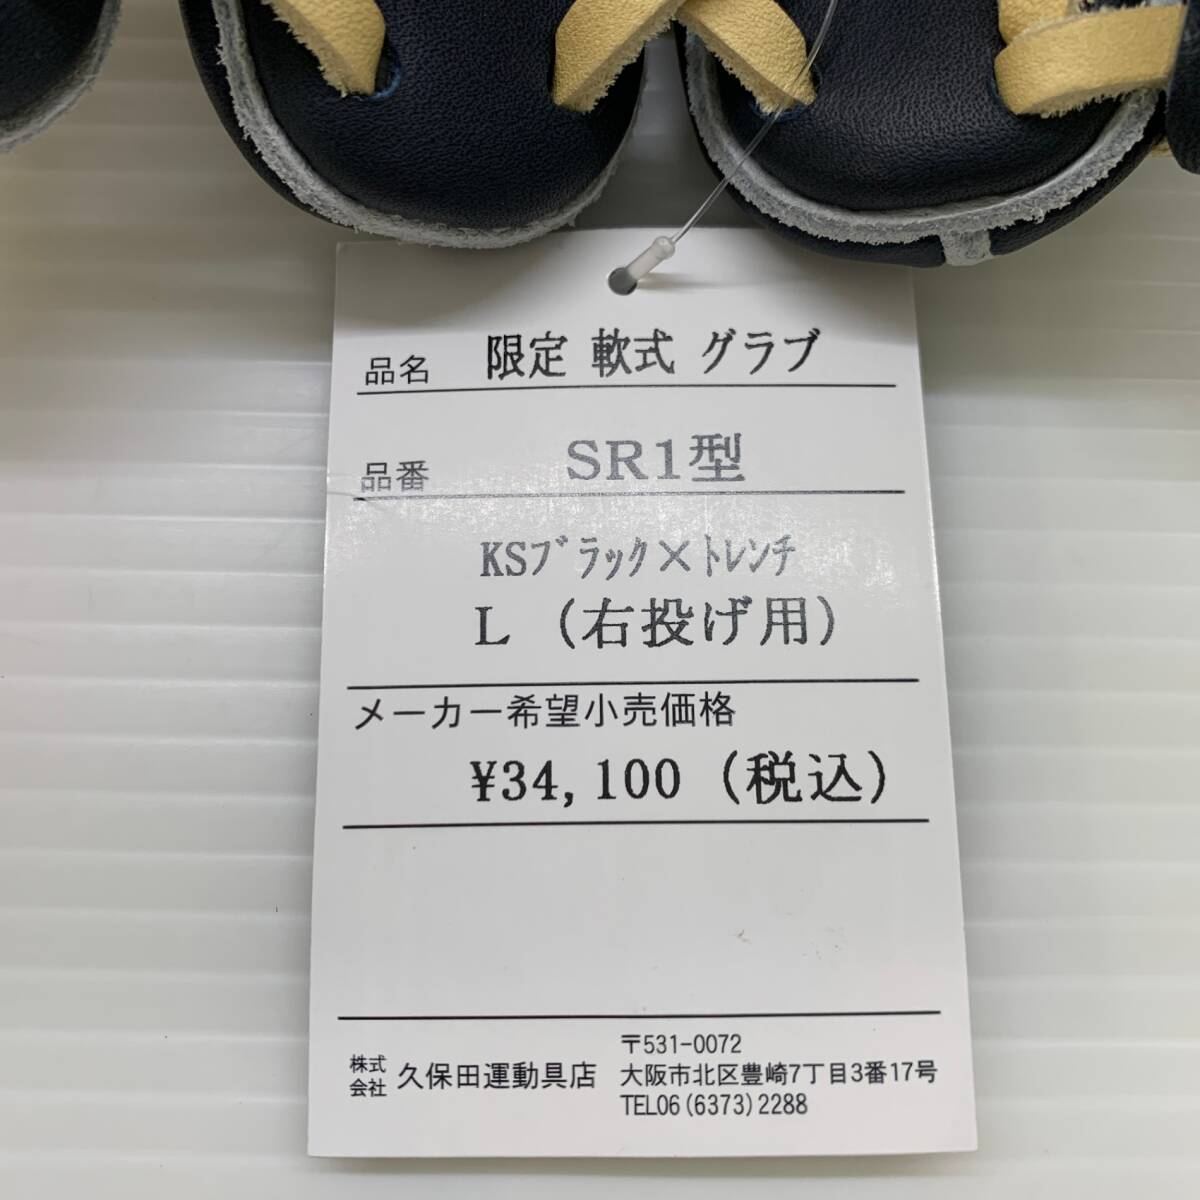 品名 限定 軟式 グラブ
品番 SR1型
KSﾌﾞﾗｯｸ×ﾄﾚﾝﾁ
L (右投げ用)
メーカー希望小売価格
¥34,100 (税込)
株式会社 久保田運動具店
〒531-0072
大阪市北区豊崎7丁目3番17号
TEL06(6373)2288